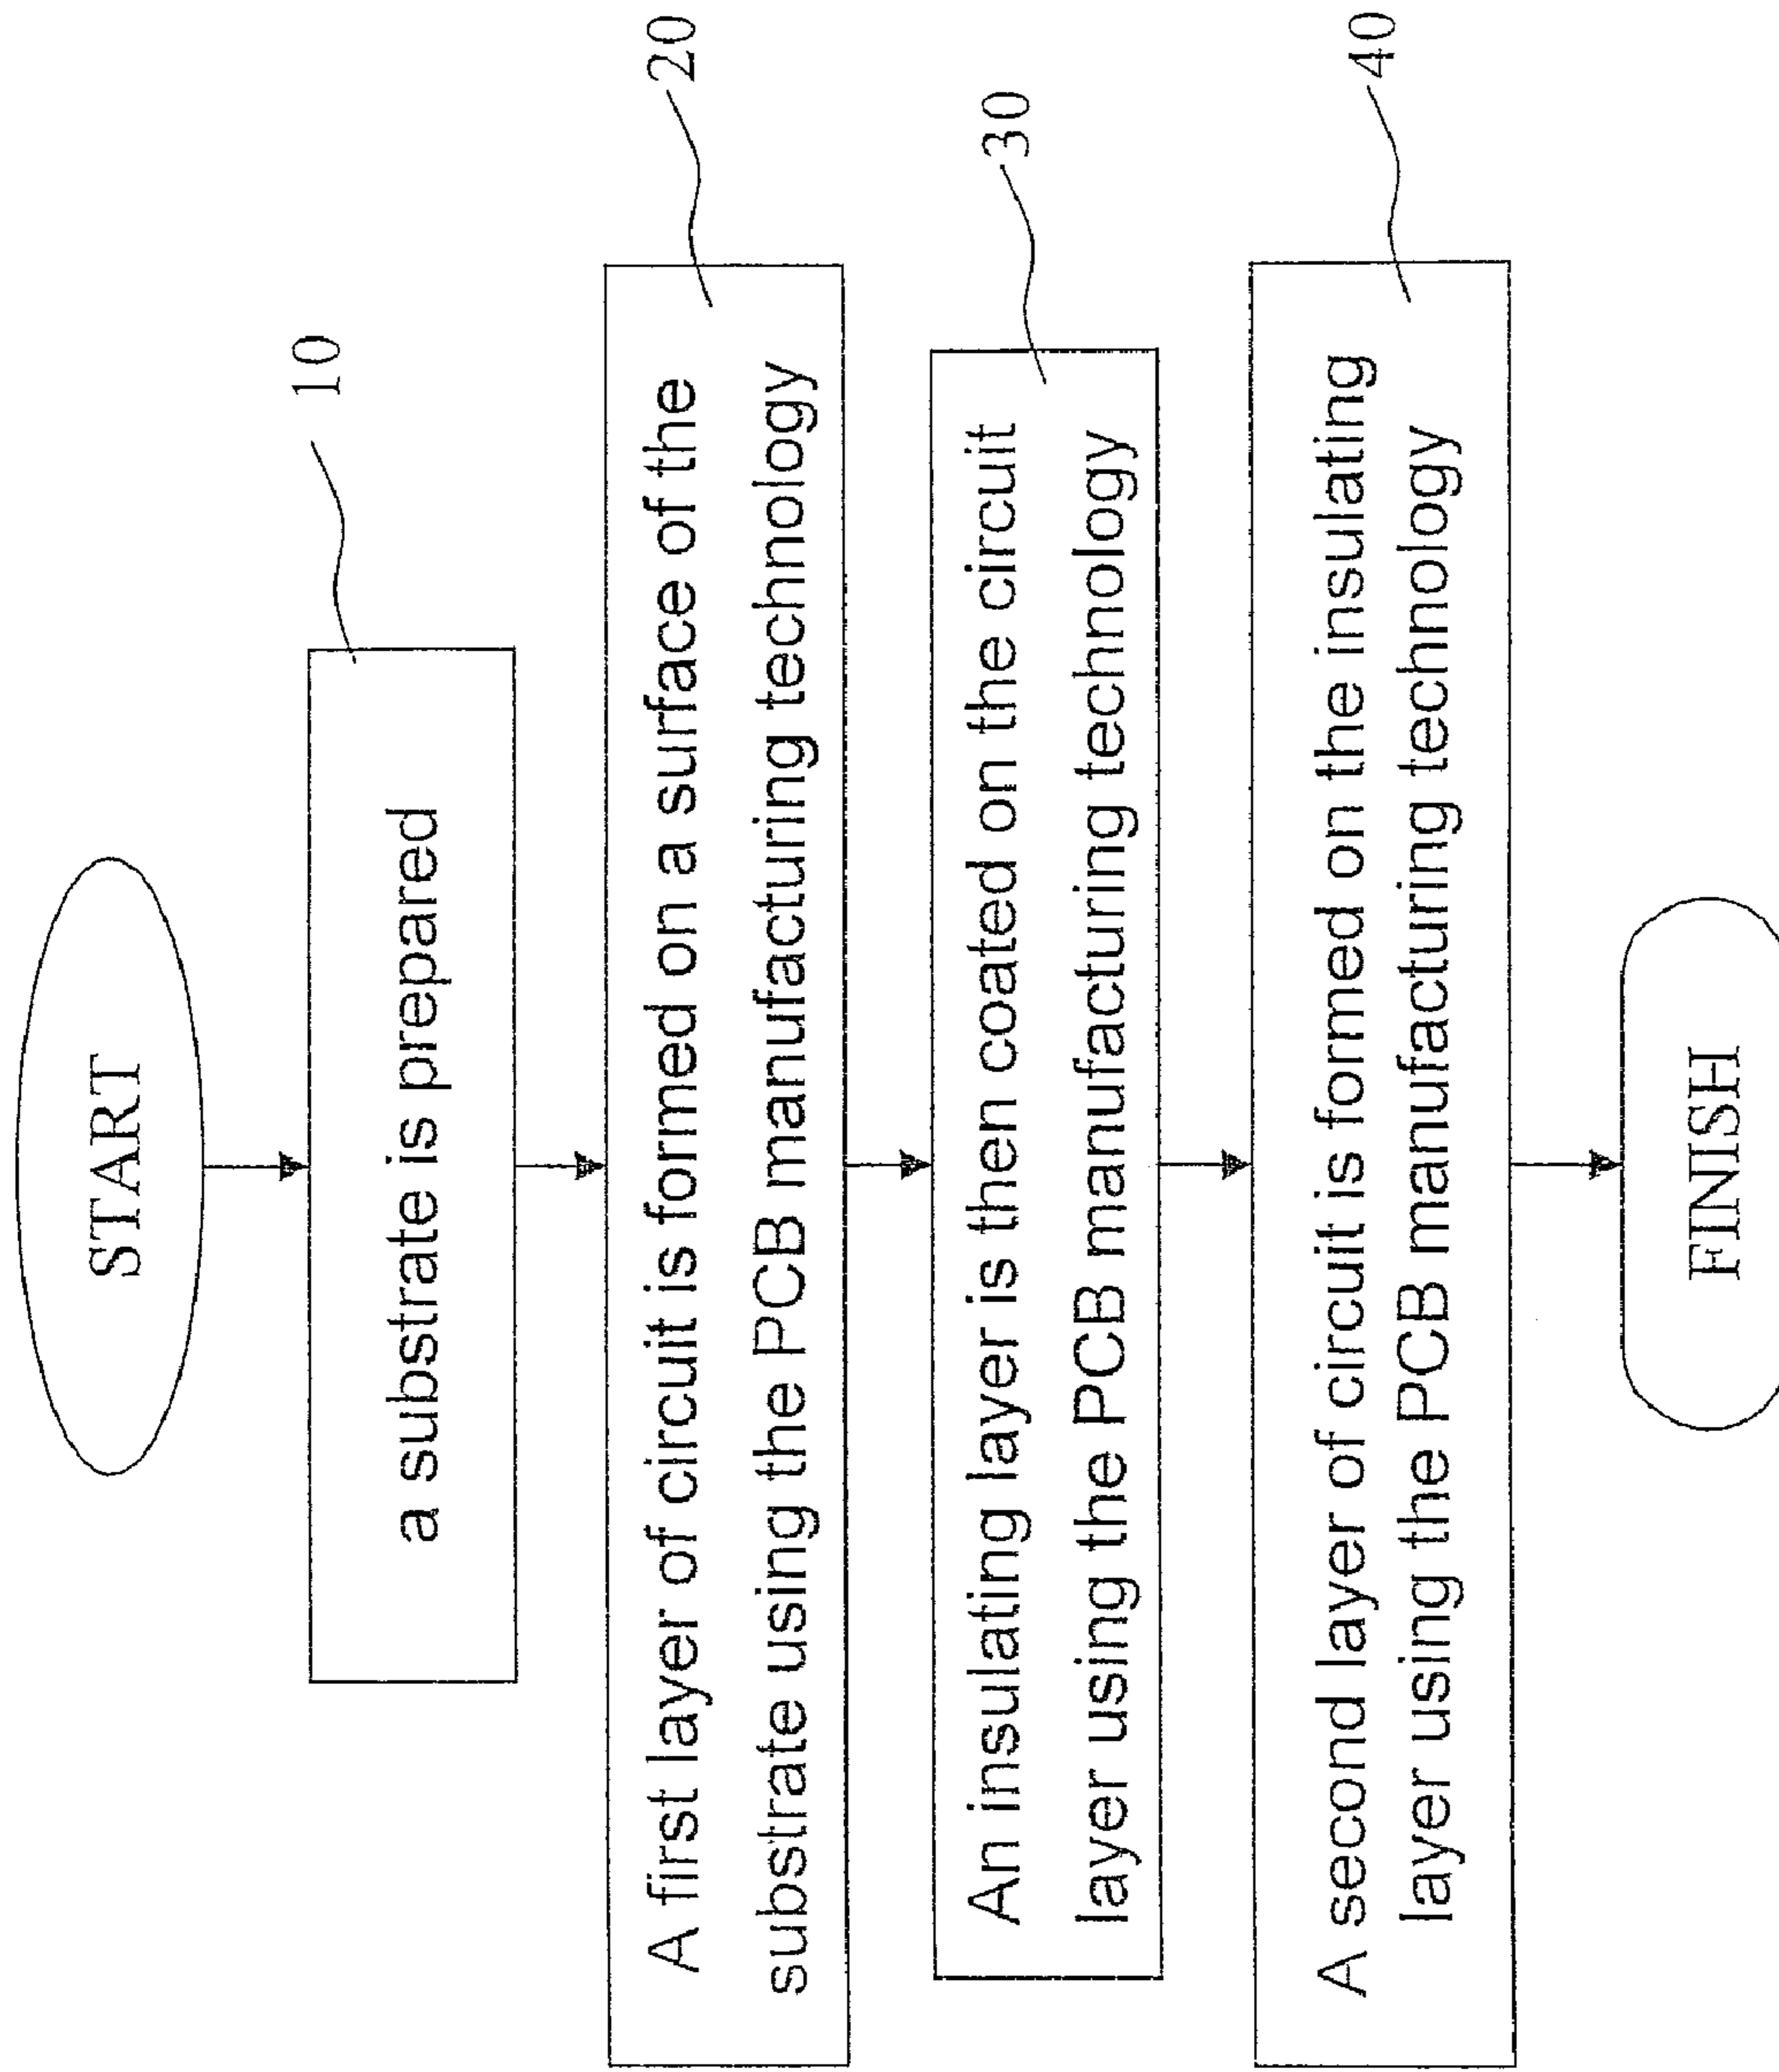 START
10
a substrate is prepared
20
A first layer of circuit is formed on a surface of the
substrate using the PCB manufacturing technology
30
An insulating layer is then coated on the circuit
layer using the PCB manufacturing technology
40
A second layer of circuit is formed on the insulating
layer using the PCB manufacturing technology
FINISH